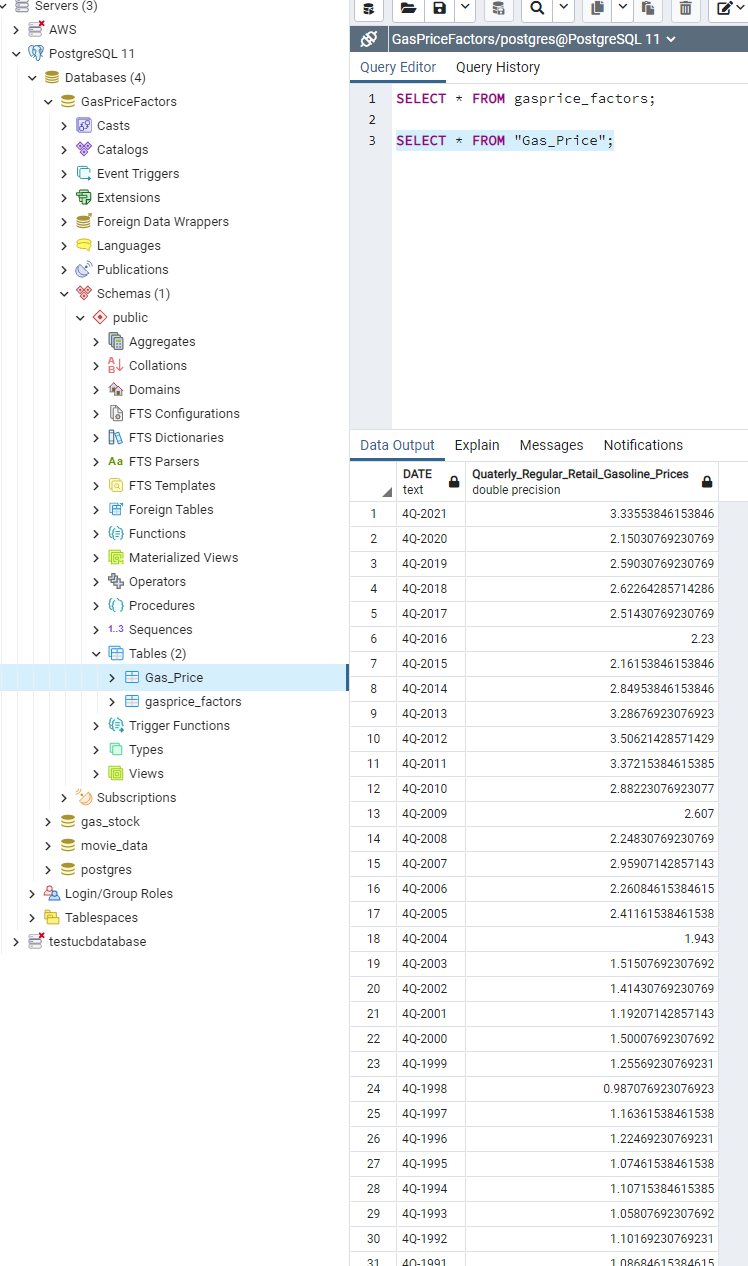 Servers (3)
AWS
PostgreSQL 11
Databases (4)
GasPriceFactors
Casts
Catalogs
Event Triggers
Extensions
Foreign Data Wrappers
Languages
Publications
Schemas (1)
public
Aggregates
Collations
Domains
FTS Configurations
FTS Dictionaries
Aa FTS Parsers
FTS Templates
Foreign Tables
Functions
Materialized Views
Operators
Procedures
1..3 Sequences
Tables (2)
Gas_Price
gasprice_factors
Trigger Functions
Types
Views
Subscriptions
gas_stock
movie_data
postgres
Login/Group Roles
Tablespaces
testucbdatabase
GasPriceFactors/postgres@PostgreSQL 11
Query Editor Query History
1 SELECT * FROM gasprice_factors;
2
3 SELECT * FROM "Gas_Price";
Data Output Explain Messages Notifications
DATE Quaterly_Regular_Retail_Gasoline_Prices
text double precision
1 4Q-2021 3.33553846153846
2 4Q-2020 2.15030769230769
3 4Q-2019 2.59030769230769
4 4Q-2018 2.62264285714286
5 4Q-2017 2.51430769230769
6 4Q-2016 2.23
7 4Q-2015 2.16153846153846
8 4Q-2014 2.84953846153846
9 4Q-2013 3.28676923076923
10 4Q-2012 3.50621428571429
11 4Q-2011 3.37215384615385
12 4Q-2010 2.88223076923077
13 4Q-2009 2.607
14 4Q-2008 2.24830769230769
15 4Q-2007 2.95907142857143
16 4Q-2006 2.26084615384615
17 4Q-2005 2.41161538461538
18 4Q-2004 1.943
19 4Q-2003 1.51507692307692
20 4Q-2002 1.41430769230769
21 4Q-2001 1.19207142857143
22 4Q-2000 1.50007692307692
23 4Q-1999 1.25569230769231
24 4Q-1998 0.987076923076923
25 4Q-1997 1.16361538461538
26 4Q-1996 1.22469230769231
27 4Q-1995 1.07461538461538
28 4Q-1994 1.10715384615385
29 4Q-1993 1.05807692307692
30 4Q-1992 1.10169230769231
31 4Q-1991 1.08684615384615